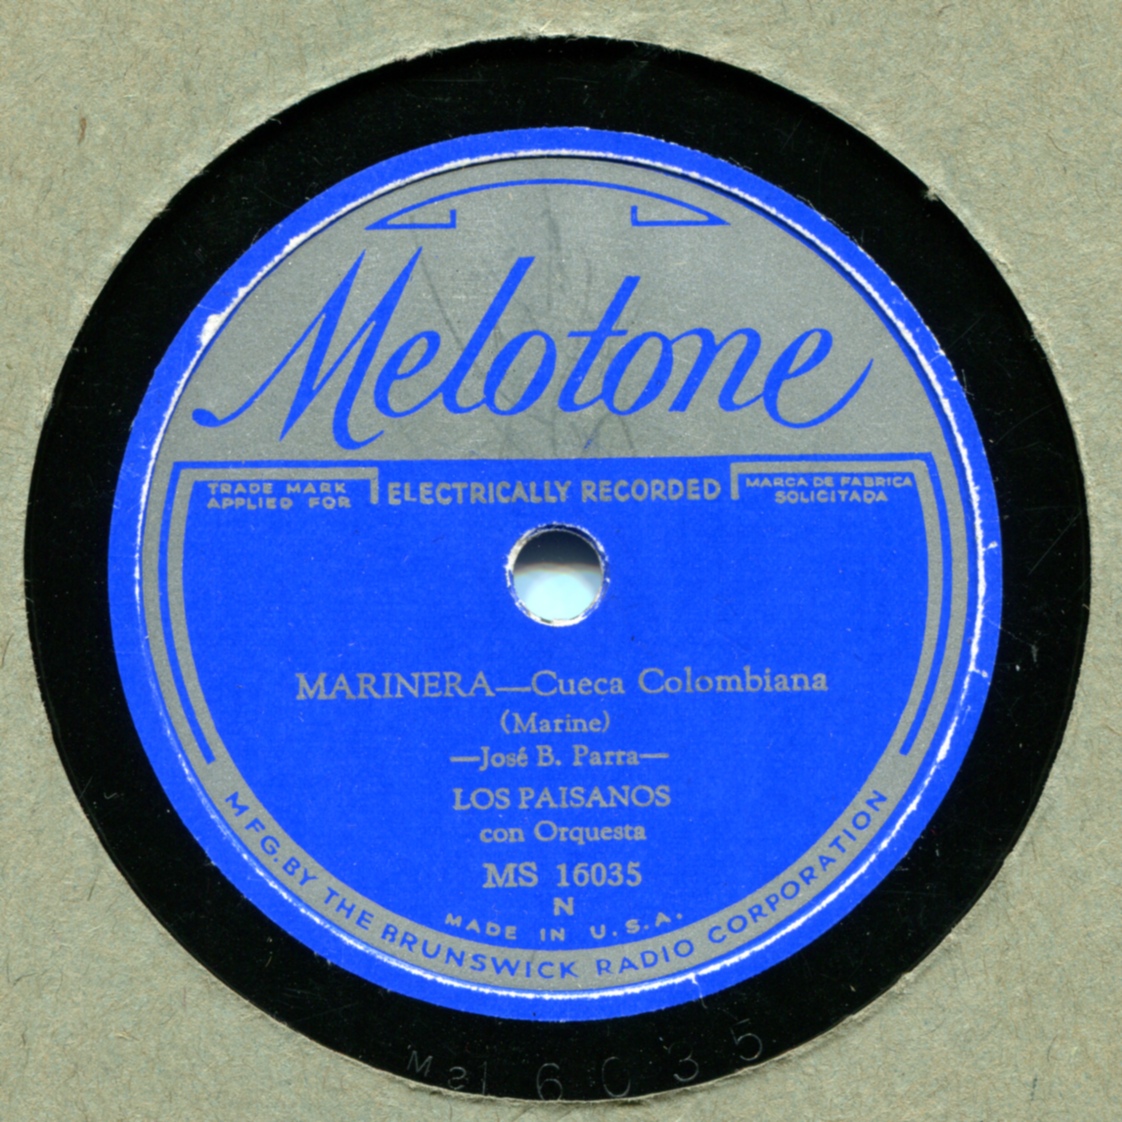 Melotone
TRADE MARK
APPLIED FOR
ELECTRICALLY RECORDED
MARCA DE FABRICA
SOLICITADA
MARINERA—Cueca Colombiana
(Marine)
—José B. Parra—
LOS PAISANOS
con Orquesta
MS 16035
N
MADE IN U.S.A.
MFG. BY THE BRUNSWICK RADIO CORPORATION
MS16035